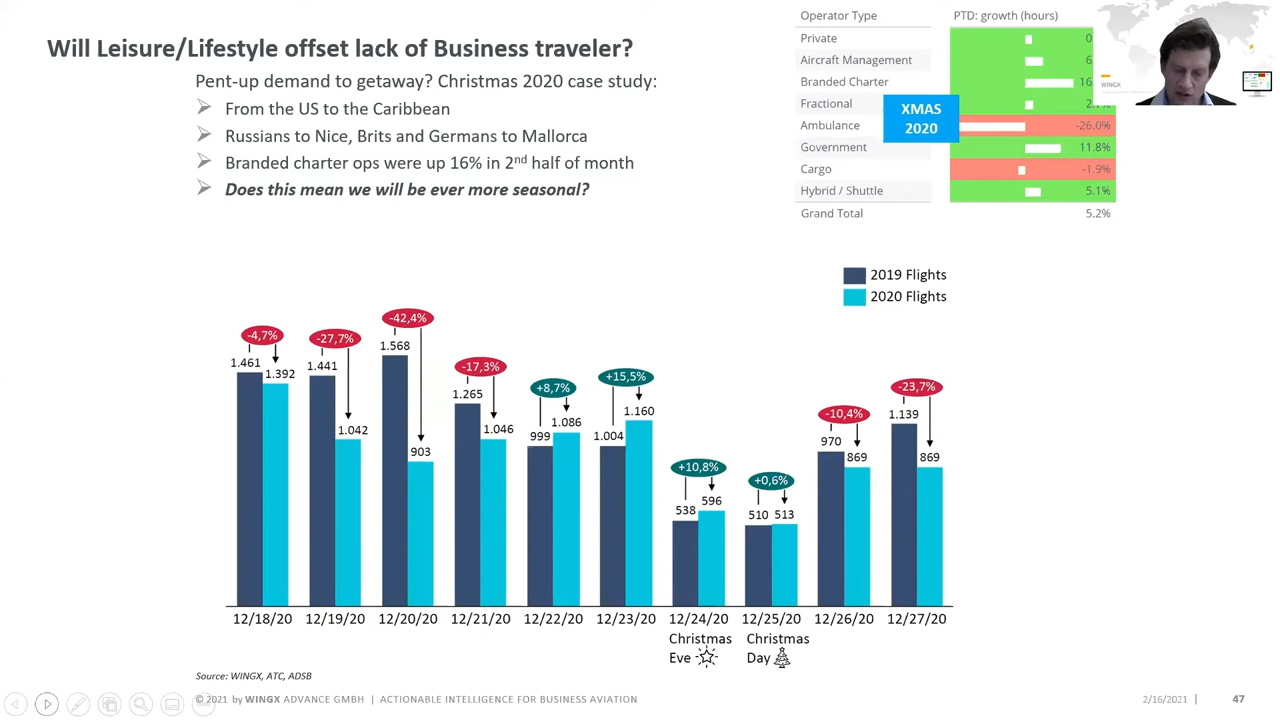 Will Leisure/Lifestyle offset lack of Business traveler?
Pent-up demand to getaway? Christmas 2020 case study:
From the US to the Caribbean
Russians to Nice, Brits and Germans to Mallorca
Branded charter ops were up 16% in 2nd half of month
Does this mean we will be ever more seasonal?
Operator Type PTD: growth (hours)
Private 0
Aircraft Management 6
Branded Charter 16
Fractional
Ambulance -26.0%
Government 11.8%
Cargo -1.9%
Hybrid / Shuttle 5.1%
Grand Total 5.2%
XMAS
2020
WINGX
2019 Flights
2020 Flights
-4,7% -27,7% -42,4% -17,3% +8,7% +15,5% +10,8% +0,6% -10,4% -23,7%
1.461 1.392 1.441 1.042 1.568 903 1.265 1.046 999 1.086 1.004 1.160 538 596 510 513 970 869 1.139 869
12/18/20 12/19/20 12/20/20 12/21/20 12/22/20 12/23/20 12/24/20 12/25/20 12/26/20 12/27/20
Christmas Christmas
Eve Day
Source: WINGX, ATC, ADSB
© 2021 by WINGX ADVANCE GMBH | ACTIONABLE INTELLIGENCE FOR BUSINESS AVIATION 2/16/2021 | 47